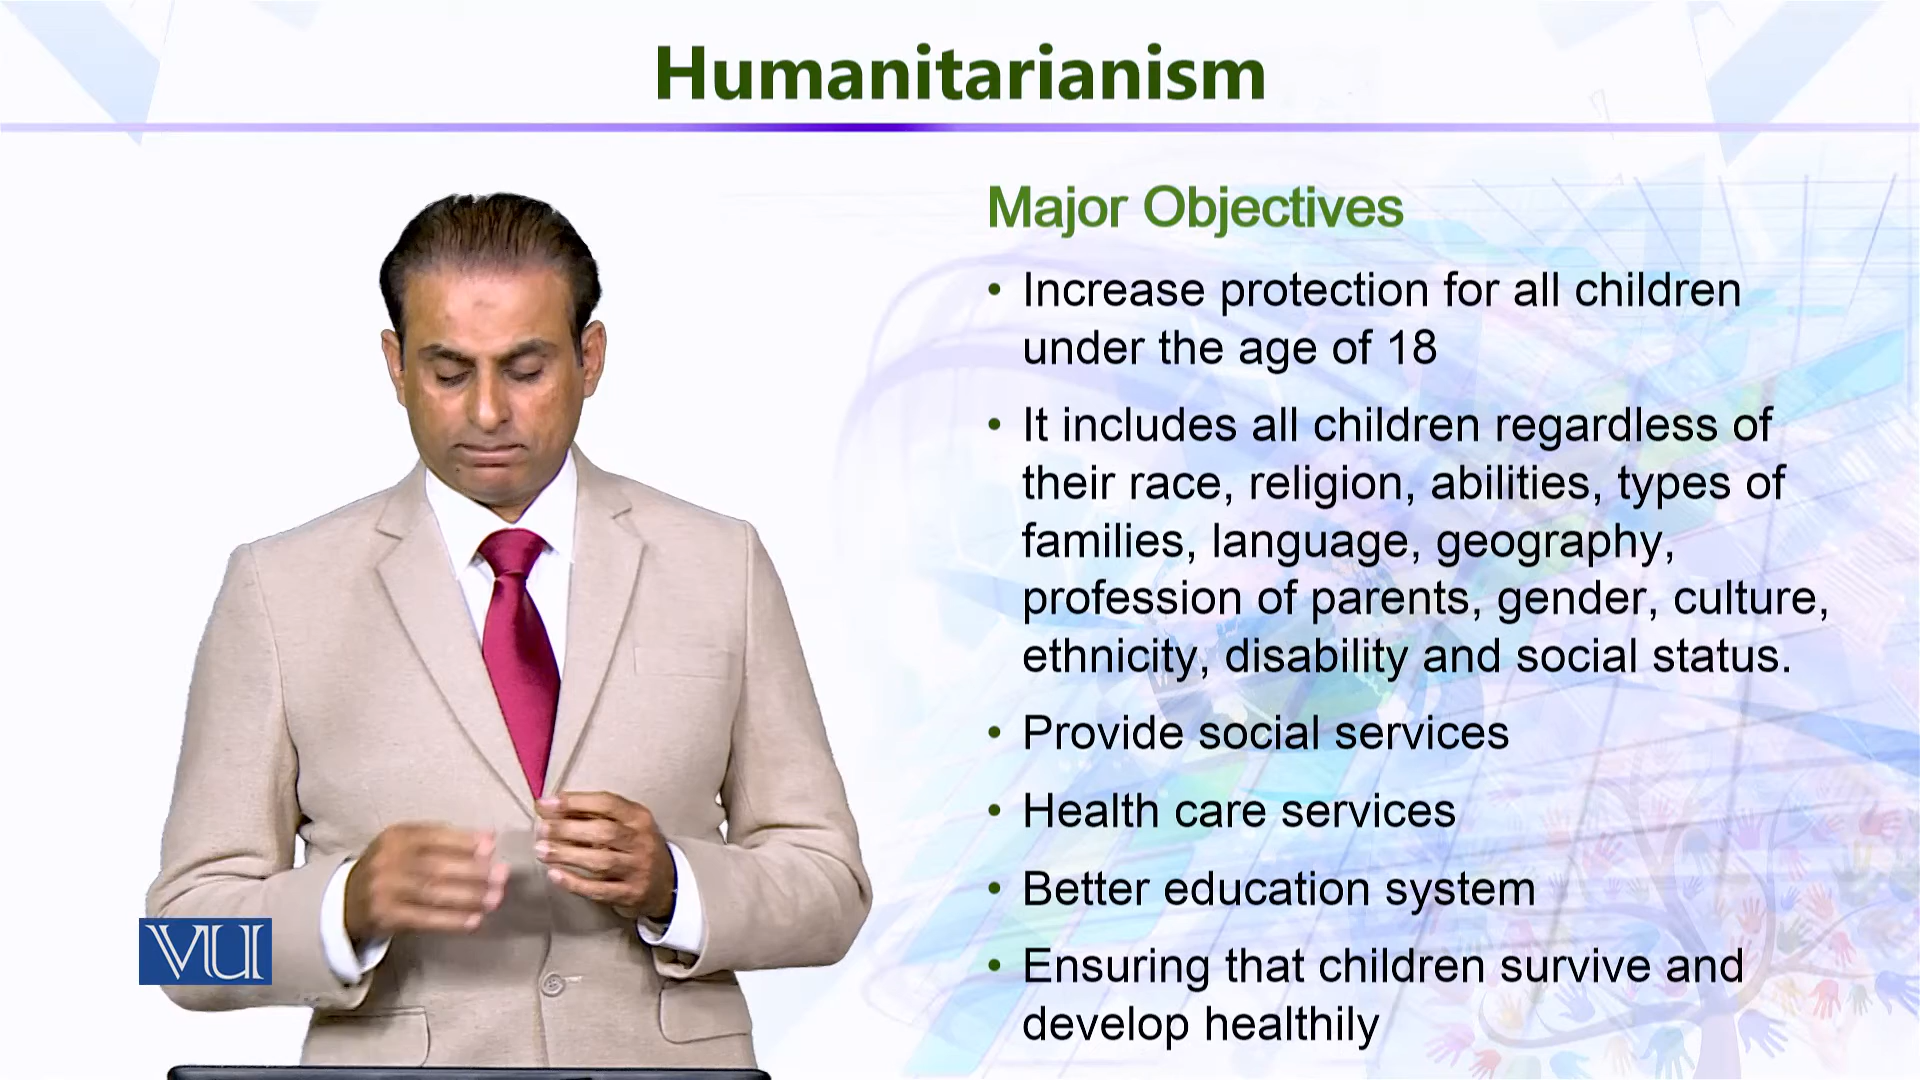 Humanitarianism
Major Objectives
• Increase protection for all children
under the age of 18
• It includes all children regardless of
their race, religion, abilities, types of
families, language, geography,
profession of parents, gender, culture,
ethnicity, disability and social status.
• Provide social services
• Health care services
• Better education system
• Ensuring that children survive and
develop healthily
VU